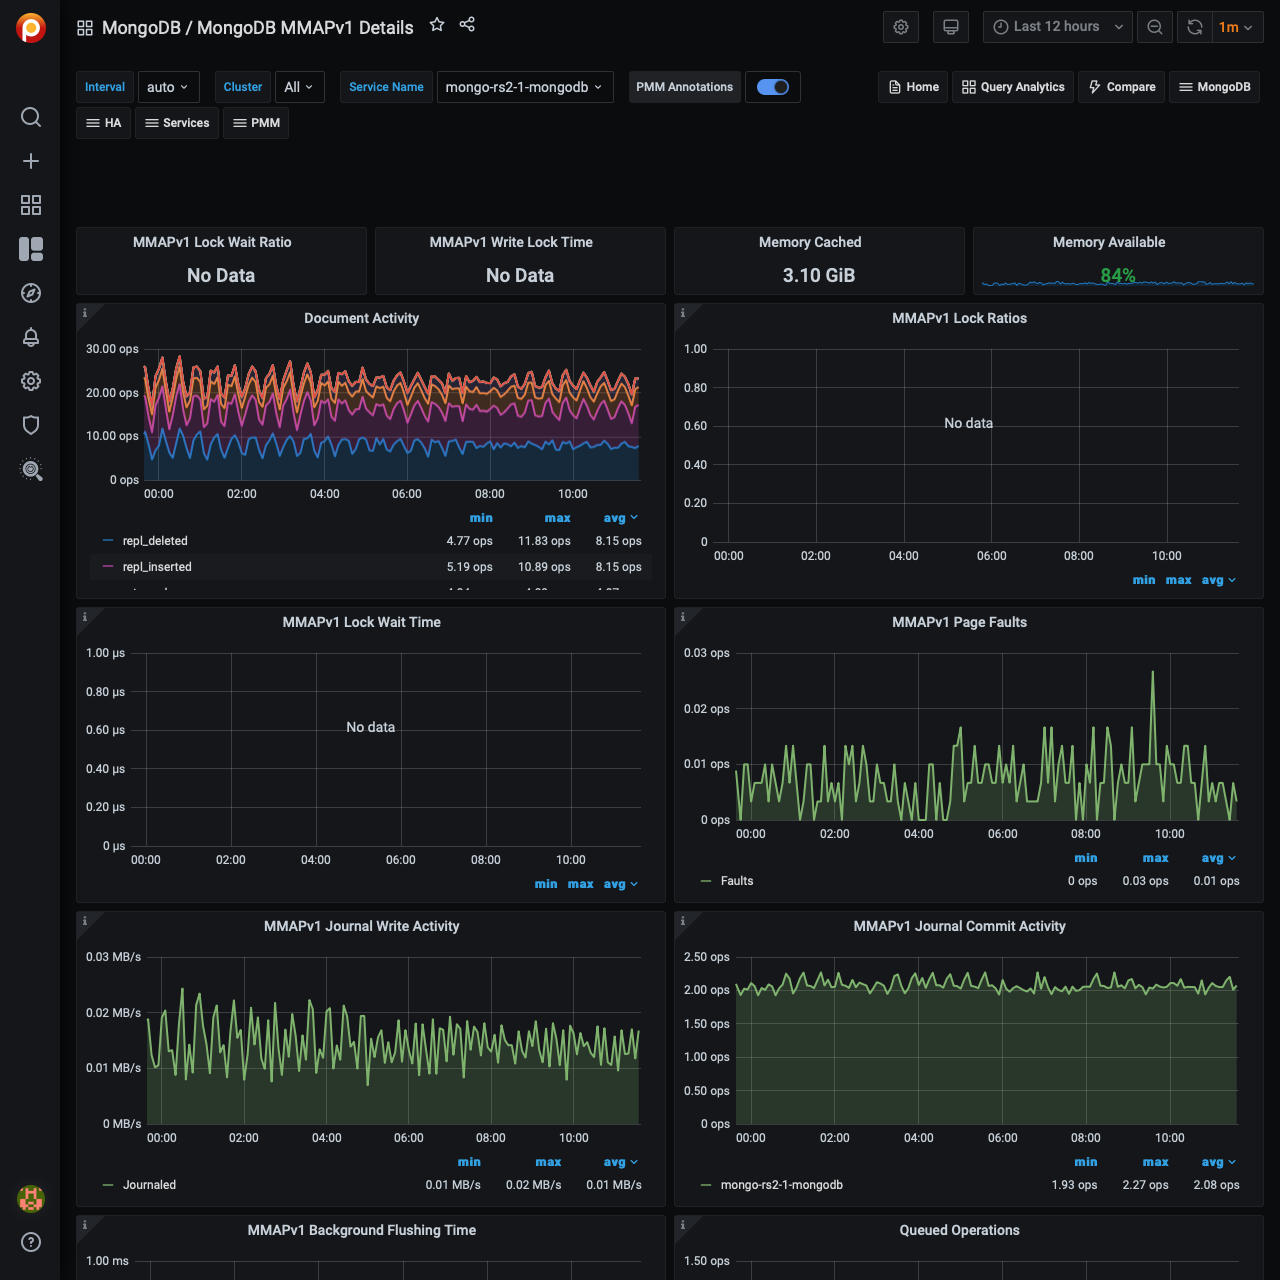 MongoDB / MongoDB MMAPv1 Details
Last 12 hours
1m
Interval auto Cluster All Service Name mongo-rs2-1-mongodb PMM Annotations Home Query Analytics Compare MongoDB
HA Services PMM
MMAPv1 Lock Wait Ratio
No Data
MMAPv1 Write Lock Time
No Data
Memory Cached
3.10 GiB
Memory Available
84%
Document Activity
30.00 ops
20.00 ops
10.00 ops
0 ops
00:00 02:00 04:00 06:00 08:00 10:00
min max avg
repl_deleted 4.77 ops 11.83 ops 8.15 ops
repl_inserted 5.19 ops 10.89 ops 8.15 ops
MMAPv1 Lock Ratios
1.00
0.80
0.60
0.40
0.20
0
No data
00:00 02:00 04:00 06:00 08:00 10:00
min max avg
MMAPv1 Lock Wait Time
1.00 µs
0.80 µs
0.60 µs
0.40 µs
0.20 µs
0 µs
No data
00:00 02:00 04:00 06:00 08:00 10:00
min max avg
MMAPv1 Page Faults
0.03 ops
0.02 ops
0.01 ops
0 ops
00:00 02:00 04:00 06:00 08:00 10:00
min max avg
Faults 0 ops 0.03 ops 0.01 ops
MMAPv1 Journal Write Activity
0.03 MB/s
0.02 MB/s
0.01 MB/s
0 MB/s
00:00 02:00 04:00 06:00 08:00 10:00
min max avg
Journaled 0.01 MB/s 0.02 MB/s 0.01 MB/s
MMAPv1 Journal Commit Activity
2.50 ops
2.00 ops
1.50 ops
1.00 ops
0.50 ops
0 ops
00:00 02:00 04:00 06:00 08:00 10:00
min max avg
mongo-rs2-1-mongodb 1.93 ops 2.27 ops 2.08 ops
MMAPv1 Background Flushing Time
1.00 ms
Queued Operations
1.50 ops